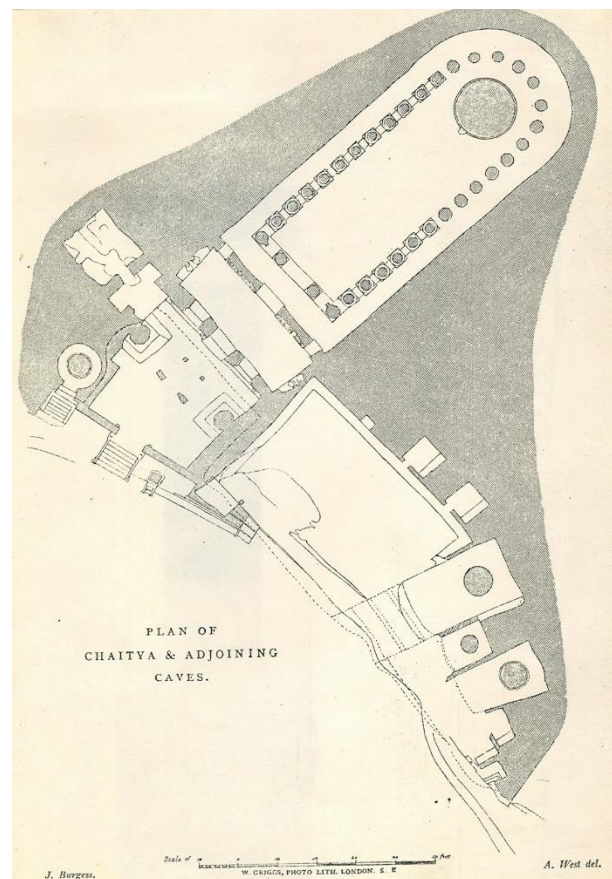 PLAN OF
CHAITYA & ADJOINING
CAVES.
Scale of
feet
W. GRIGGS, PHOTO LITH. LONDON. S. E
J. Burgess.
A. West del.